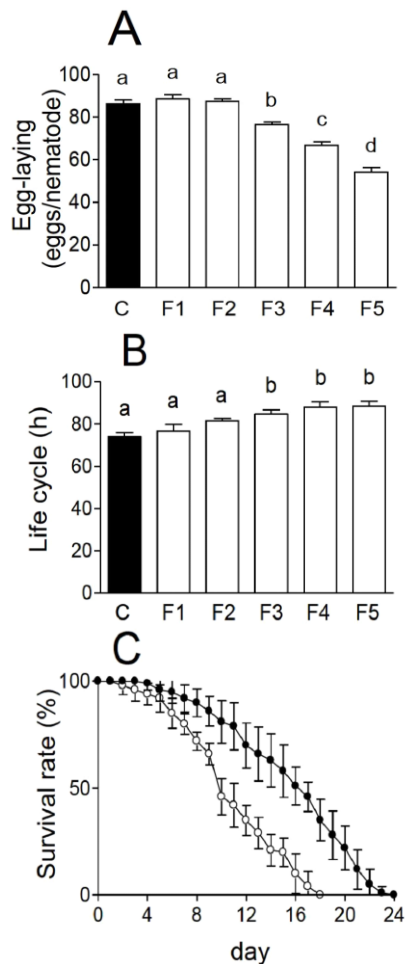 A
Egg-laying
(eggs/nematode)
100
80
60
40
20
0
a a a b c d
C F1 F2 F3 F4 F5
B
Life cycle (h)
100
80
60
40
20
0
a a a b b b
C F1 F2 F3 F4 F5
C
Survival rate (%)
100
50
0
0 4 8 12 16 20 24
day